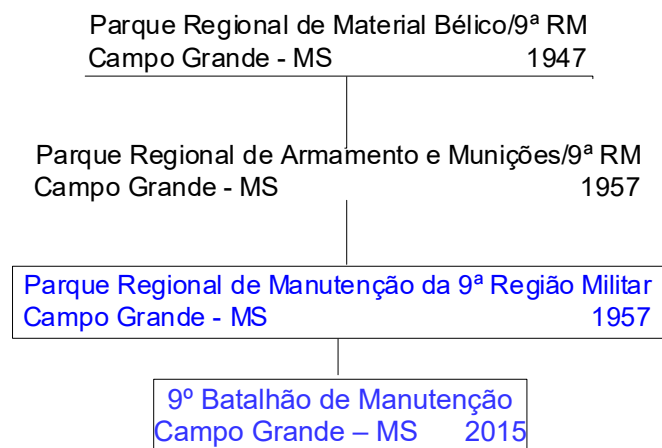 Parque Regional de Material Bélico/9ª RM
Campo Grande - MS 1947
Parque Regional de Armamento e Munições/9ª RM
Campo Grande - MS 1957
Parque Regional de Manutenção da 9ª Região Militar
Campo Grande - MS 1957
9º Batalhão de Manutenção
Campo Grande – MS 2015